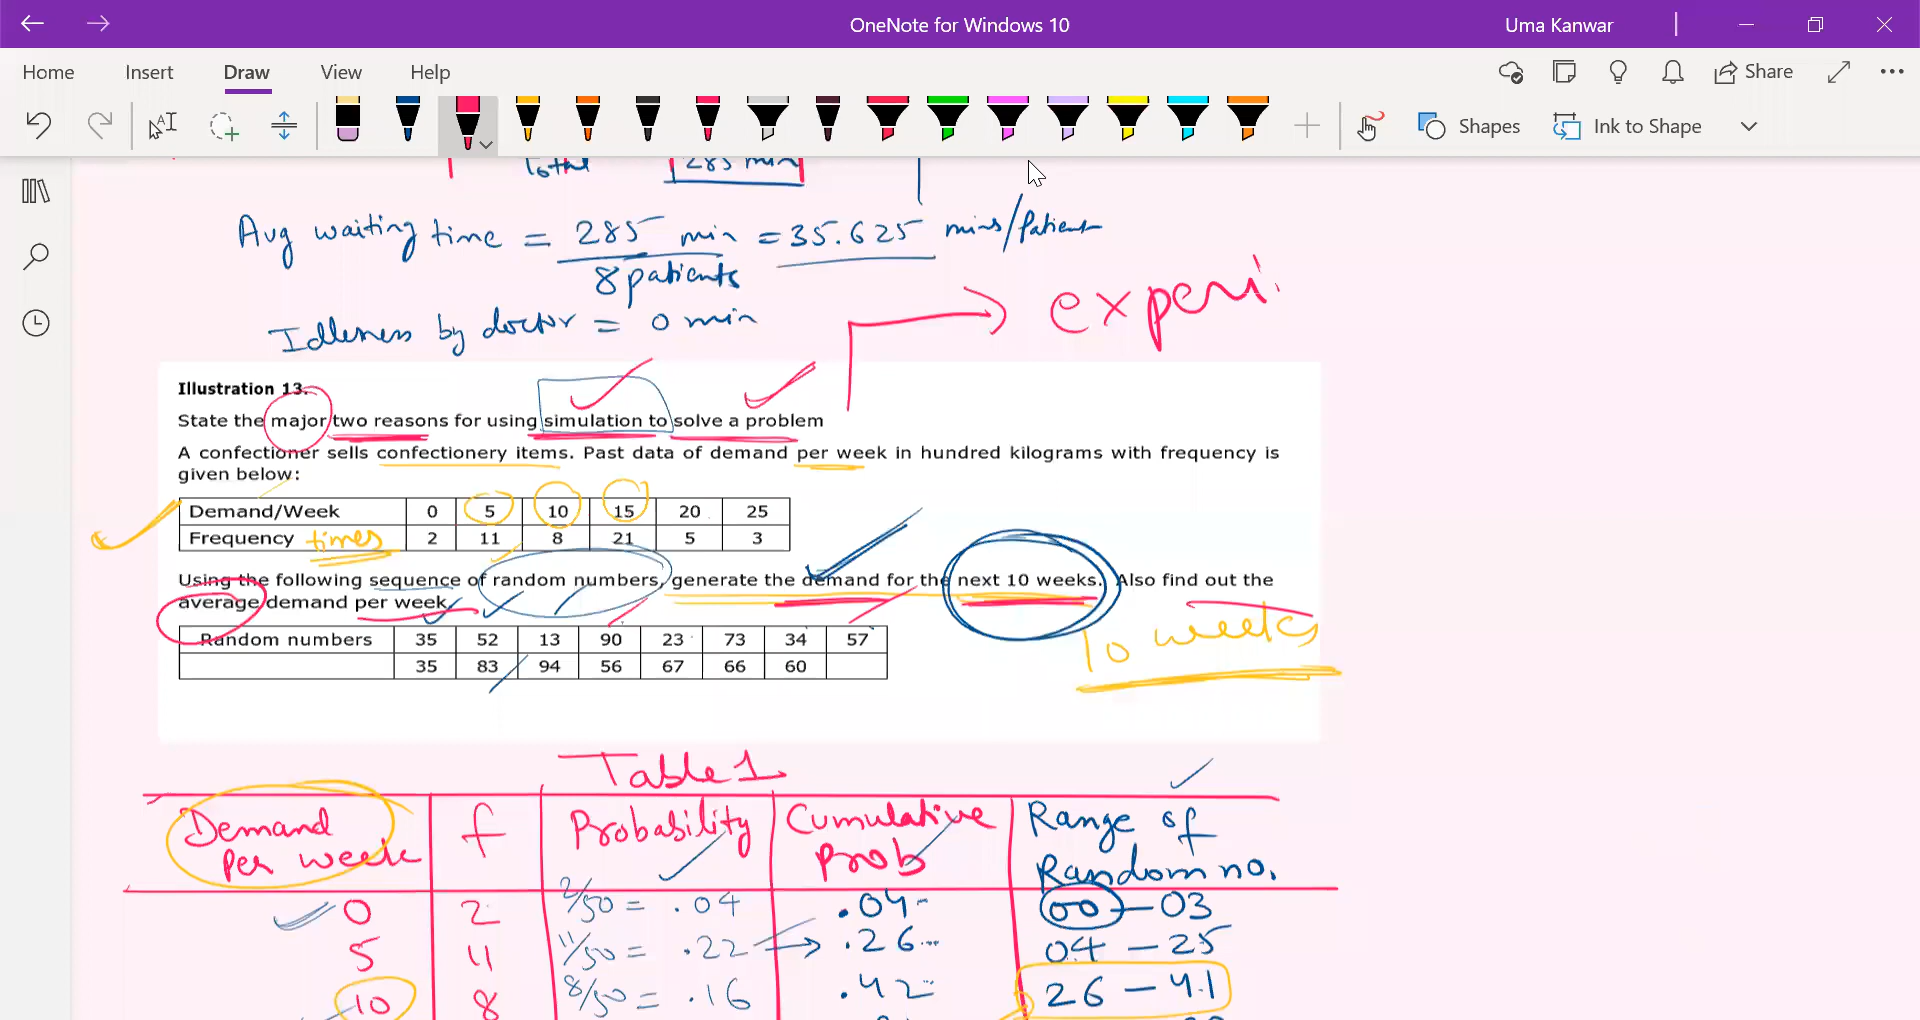 OneNote for Windows 10
Uma Kanwar
Home Insert Draw View Help
Share
Shapes Ink to Shape
Total 285 min
Avg waiting time = 285 min = 35.625 mins/Patient
8 patients
Idleness by doctor = 0 min
experi
Illustration 13.
State the major two reasons for using simulation to solve a problem
A confectioner sells confectionery items. Past data of demand per week in hundred kilograms with frequency is
given below:
Demand/Week 0 5 10 15 20 25
Frequency times 2 11 8 21 5 3
Using the following sequence of random numbers, generate the demand for the next 10 weeks. Also find out the
average demand per week.
10 weeks
Random numbers 35 52 13 90 23 73 34 57
35 83 94 56 67 66 60
Table 1
Demand Per week f Probability Cumulative Prob Range of Random no.
0 2 2/50 = .04 .04 00 - 03
5 11 11/50 = .22 .26 04 - 25
10 8 8/50 = .16 .42 26 - 41